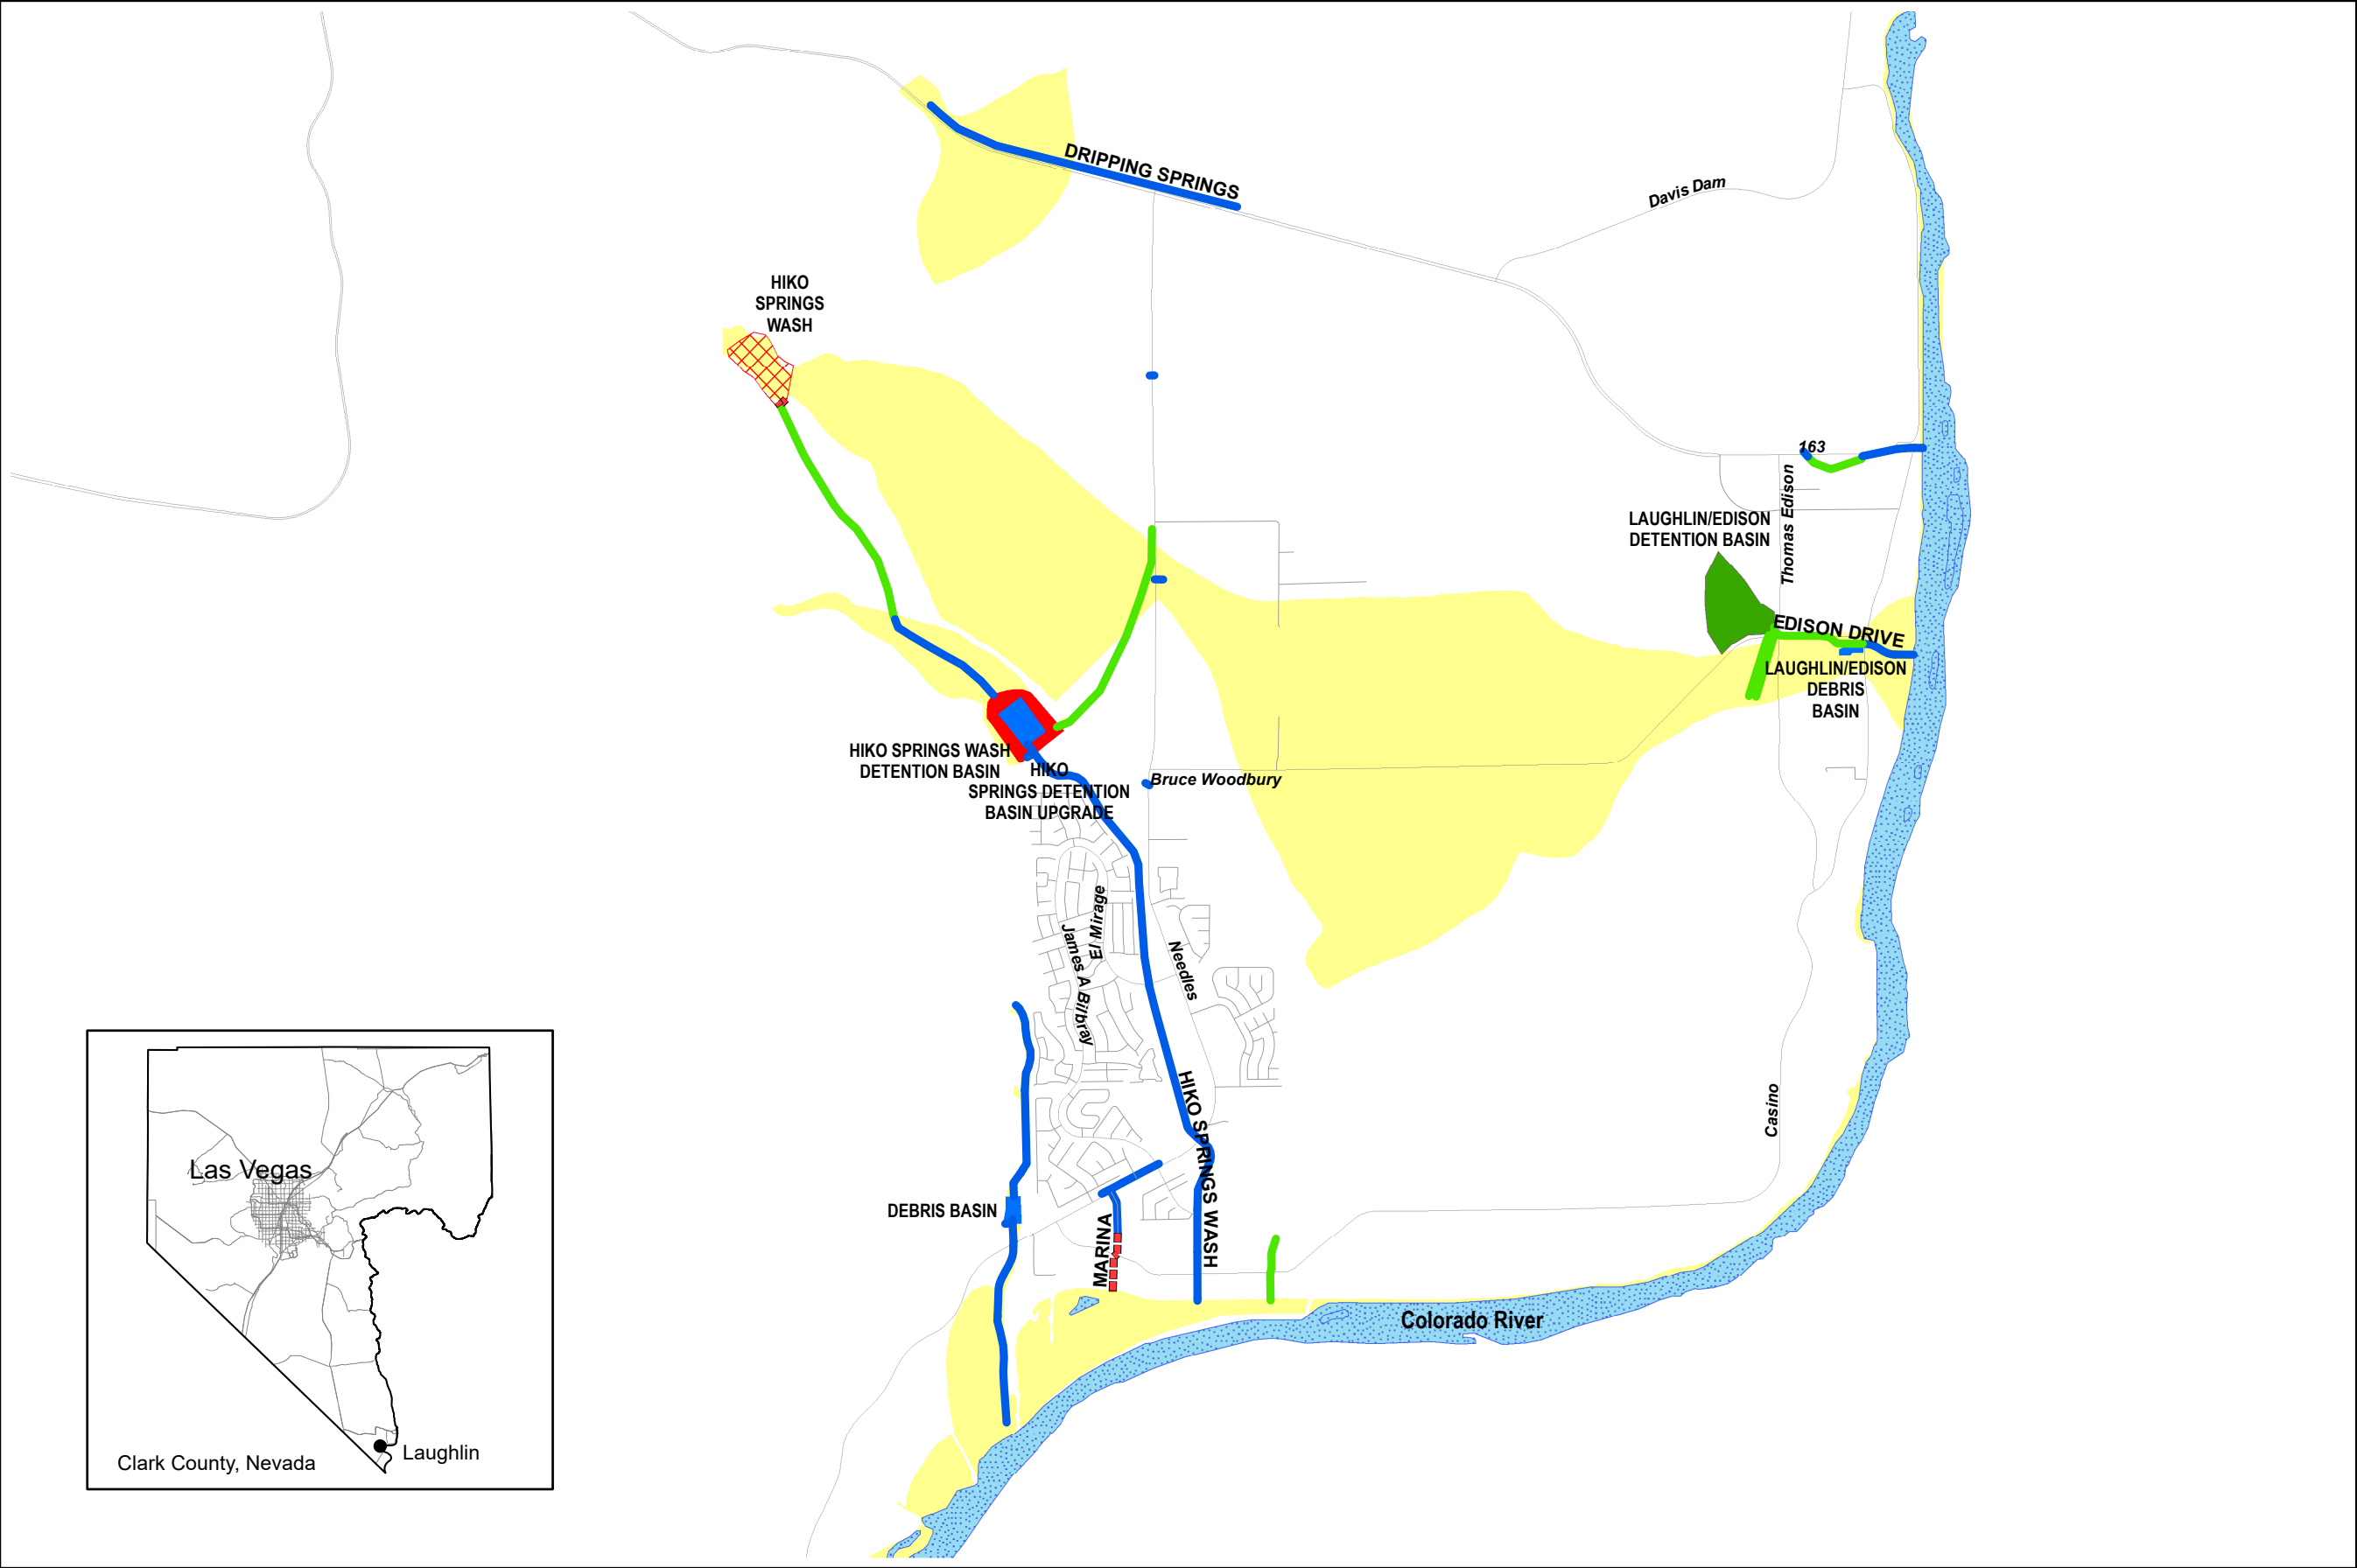 DRIPPING SPRINGS
Davis Dam
HIKO
SPRINGS
WASH
163
Thomas Edison
LAUGHLIN/EDISON
DETENTION BASIN
EDISON DRIVE
LAUGHLIN/EDISON
DEBRIS
BASIN
HIKO SPRINGS WASH
DETENTION BASIN
HIKO
SPRINGS DETENTION
BASIN UPGRADE
Bruce Woodbury
El Mirage
James A Bilbray
Needles
HIKO SPRINGS WASH
Casino
DEBRIS BASIN
MARINA
Colorado River
Las Vegas
Laughlin
Clark County, Nevada